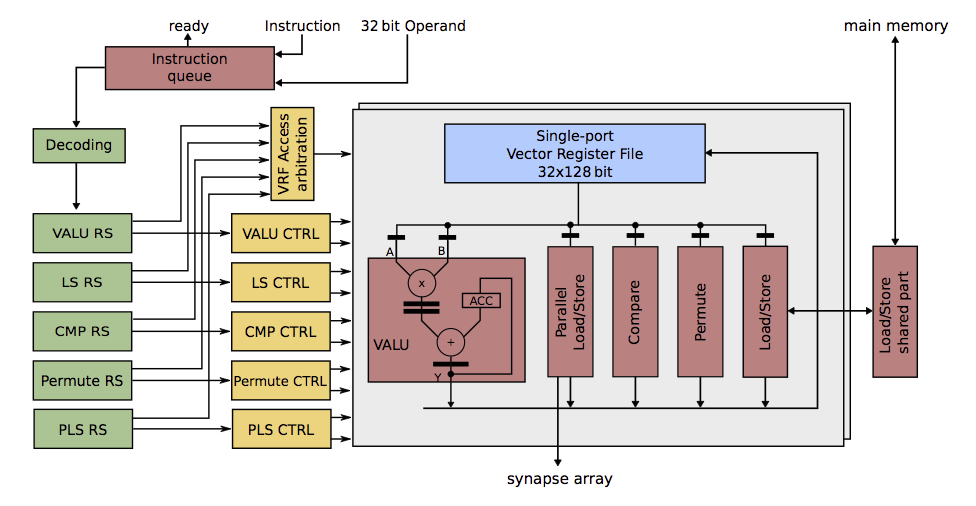 ready
Instruction
32 bit Operand
main memory
Instruction
queue
Decoding
VRF Access
arbitration
Single-port
Vector Register File
32x128 bit
VALU RS
VALU CTRL
LS RS
LS CTRL
CMP RS
CMP CTRL
Permute RS
Permute CTRL
PLS RS
PLS CTRL
A
B
x
ACC
VALU
+
Y
Parallel
Load/Store
Compare
Permute
Load/Store
Load/Store
shared part
synapse array